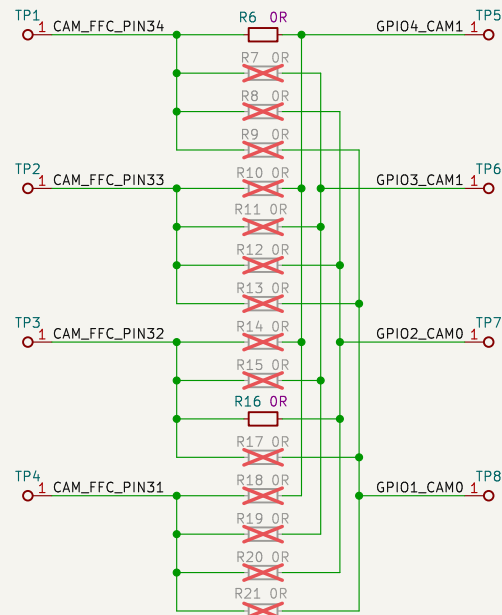 TP1 R6 0R TP5
1 CAM_FFC_PIN34 GPIO4_CAM1 1
R7 0R
R8 0R
R9 0R
TP2 R10 0R TP6
1 CAM_FFC_PIN33 GPIO3_CAM1 1
R11 0R
R12 0R
R13 0R
TP3 R14 0R TP7
1 CAM_FFC_PIN32 GPIO2_CAM0 1
R15 0R
R16 0R
R17 0R
TP4 R18 0R TP8
1 CAM_FFC_PIN31 GPIO1_CAM0 1
R19 0R
R20 0R
R21 0R